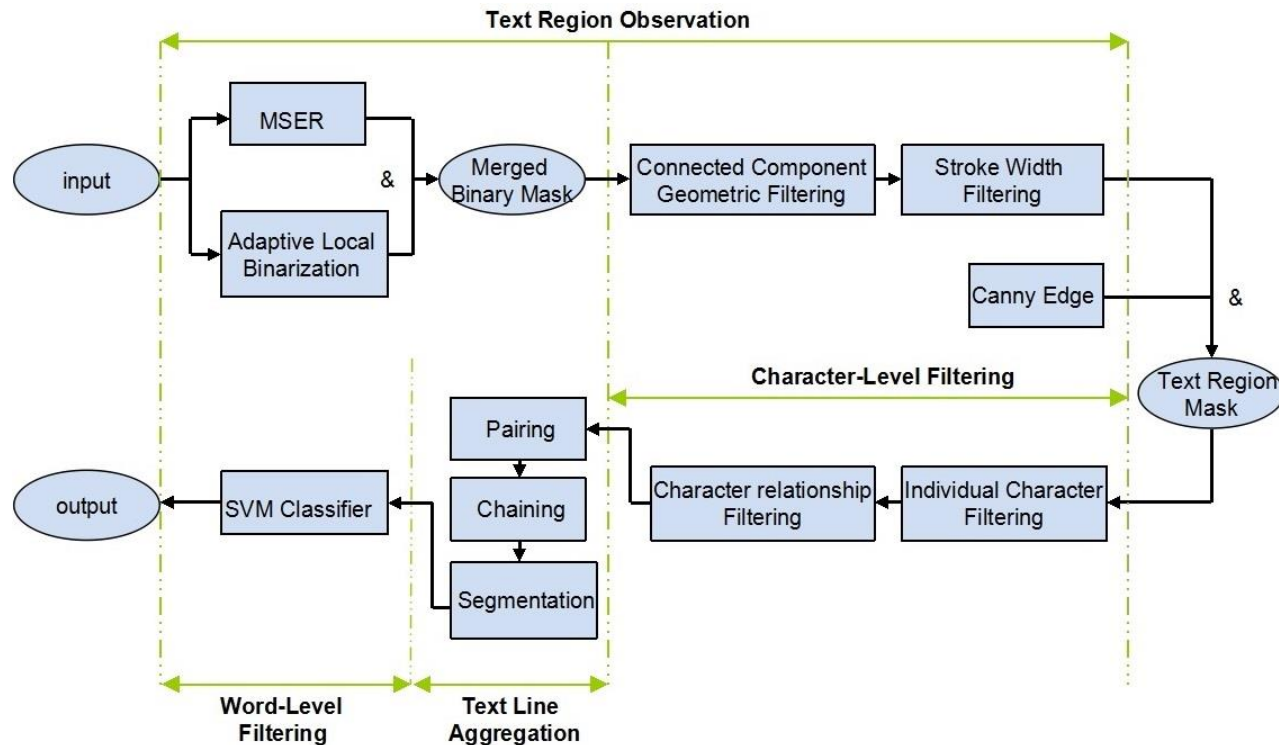 Text Region Observation
MSER
input
&
Merged
Binary Mask
Connected Component
Geometric Filtering
Stroke Width
Filtering
Adaptive Local
Binarization
Canny Edge
&
Text Region
Mask
Character-Level Filtering
Individual Character
Filtering
Character relationship
Filtering
Pairing
Chaining
Segmentation
SVM Classifier
output
Word-Level
Filtering
Text Line
Aggregation